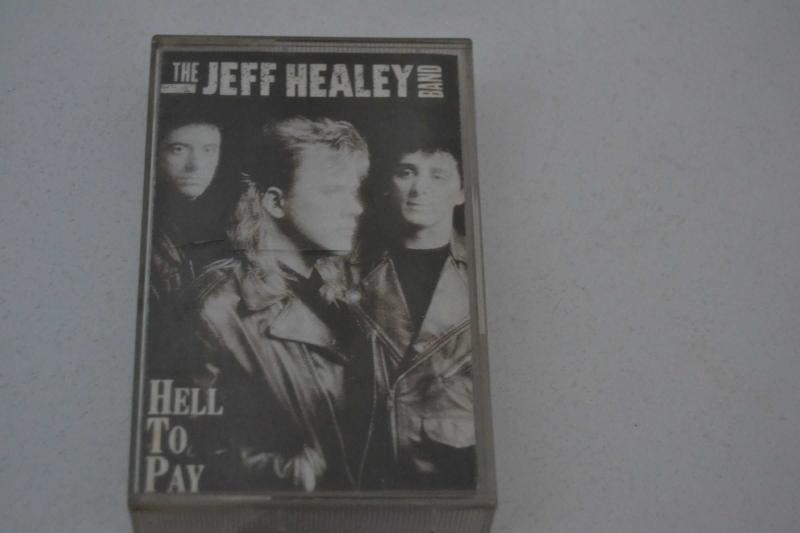 THE JEFF HEALEY BAND
HELL
TO
PAY